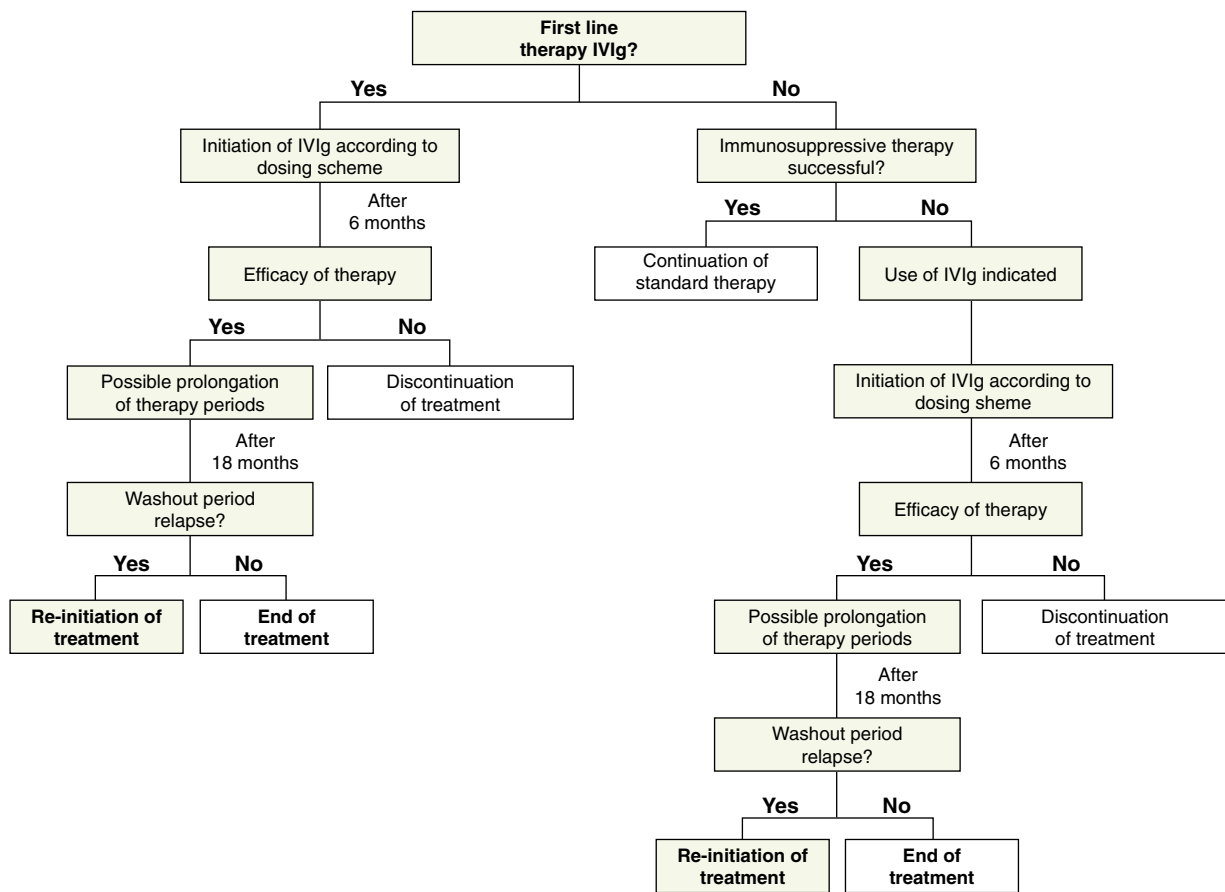 First line
therapy IVIg?
Yes
No
Initiation of IVIg according to
dosing scheme
Immunosuppressive therapy
successful?
After
6 months
Yes
No
Efficacy of therapy
Continuation of
standard therapy
Use of IVIg indicated
Yes
No
Possible prolongation
of therapy periods
Discontinuation
of treatment
Initiation of IVIg according to
dosing sheme
After
18 months
After
6 months
Washout period
relapse?
Efficacy of therapy
Yes
No
Yes
No
Re-initiation of
treatment
End of
treatment
Possible prolongation
of therapy periods
Discontinuation
of treatment
After
18 months
Washout period
relapse?
Yes
No
Re-initiation of
treatment
End of
treatment